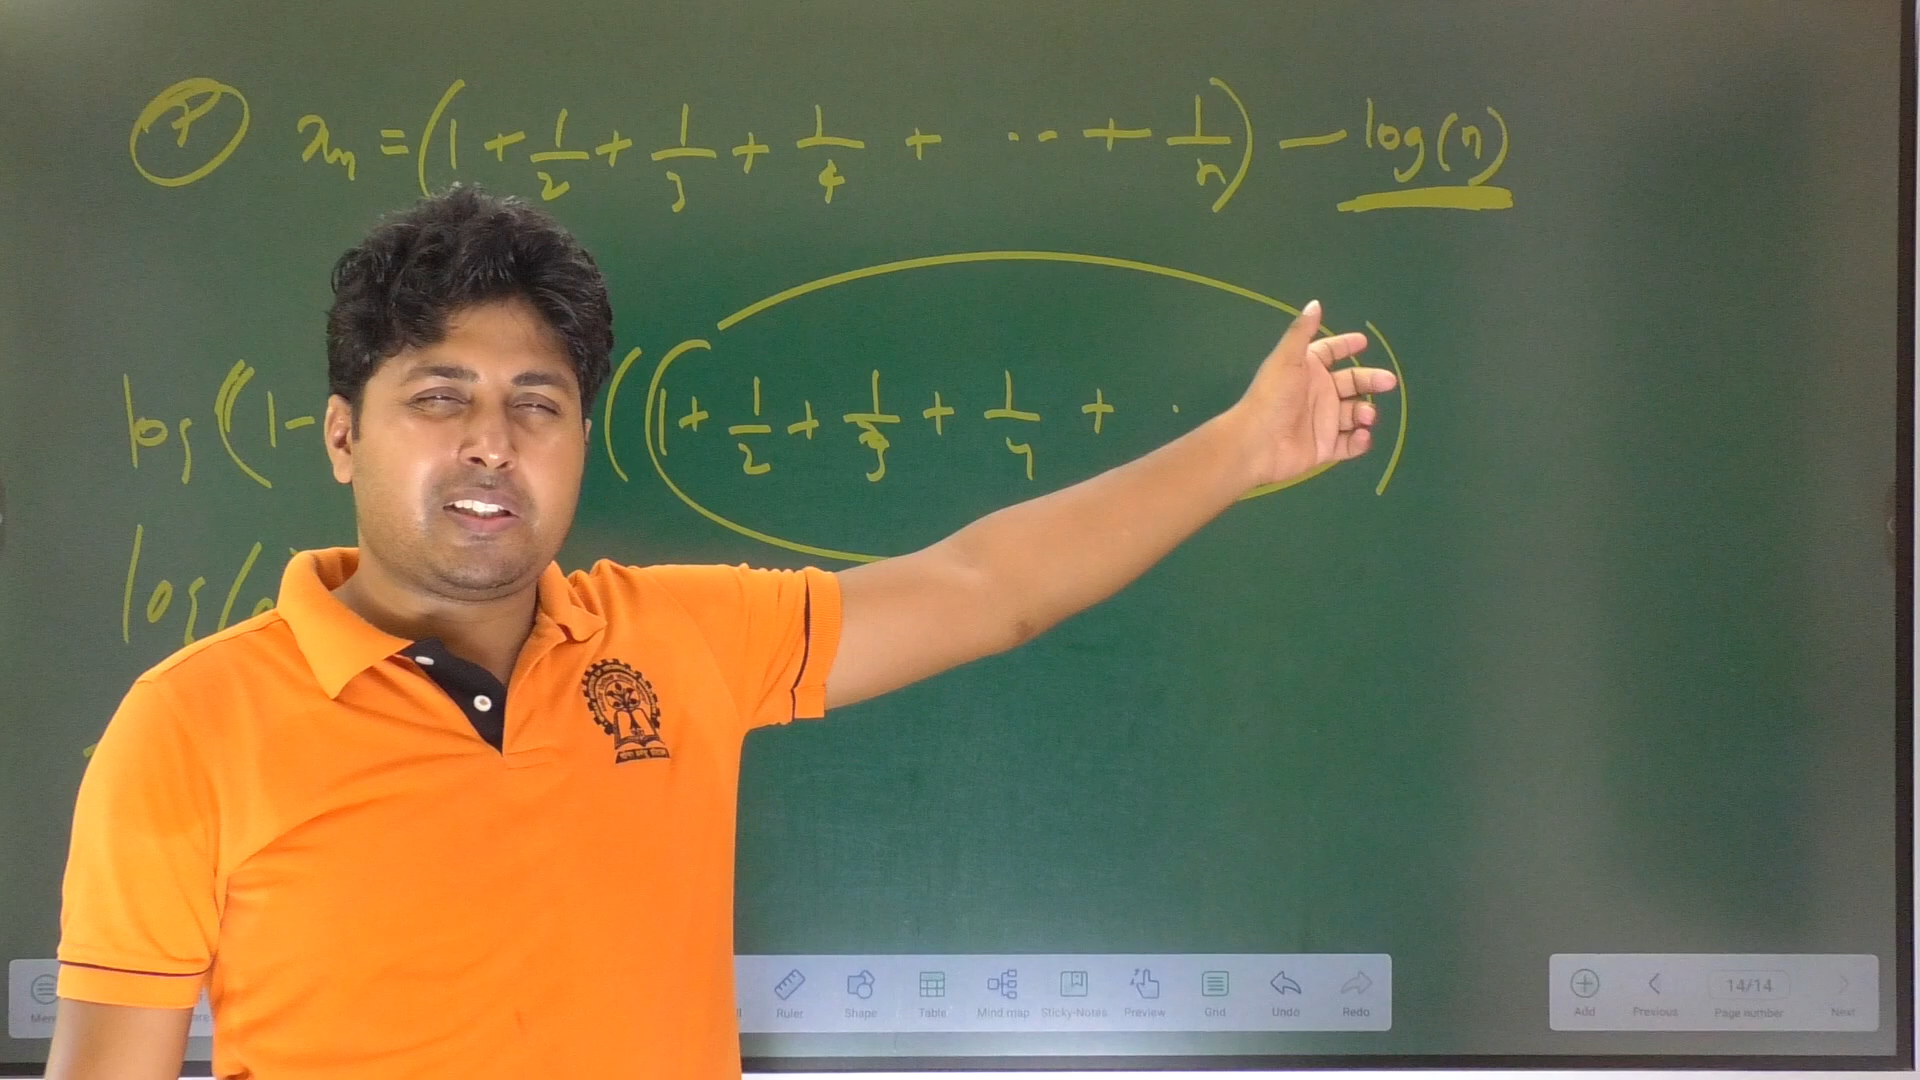 7 xₙ = (1 + 1/2 + 1/3 + 1/4 + ... + 1/n) - log(n)
log(1- ((1 + 1/2 + 1/3 + 1/4 + . )
log(
Ruler Shape Table Mind map Sticky-Notes Preview Grid Undo Redo Add Previous 14/14 Page number Next